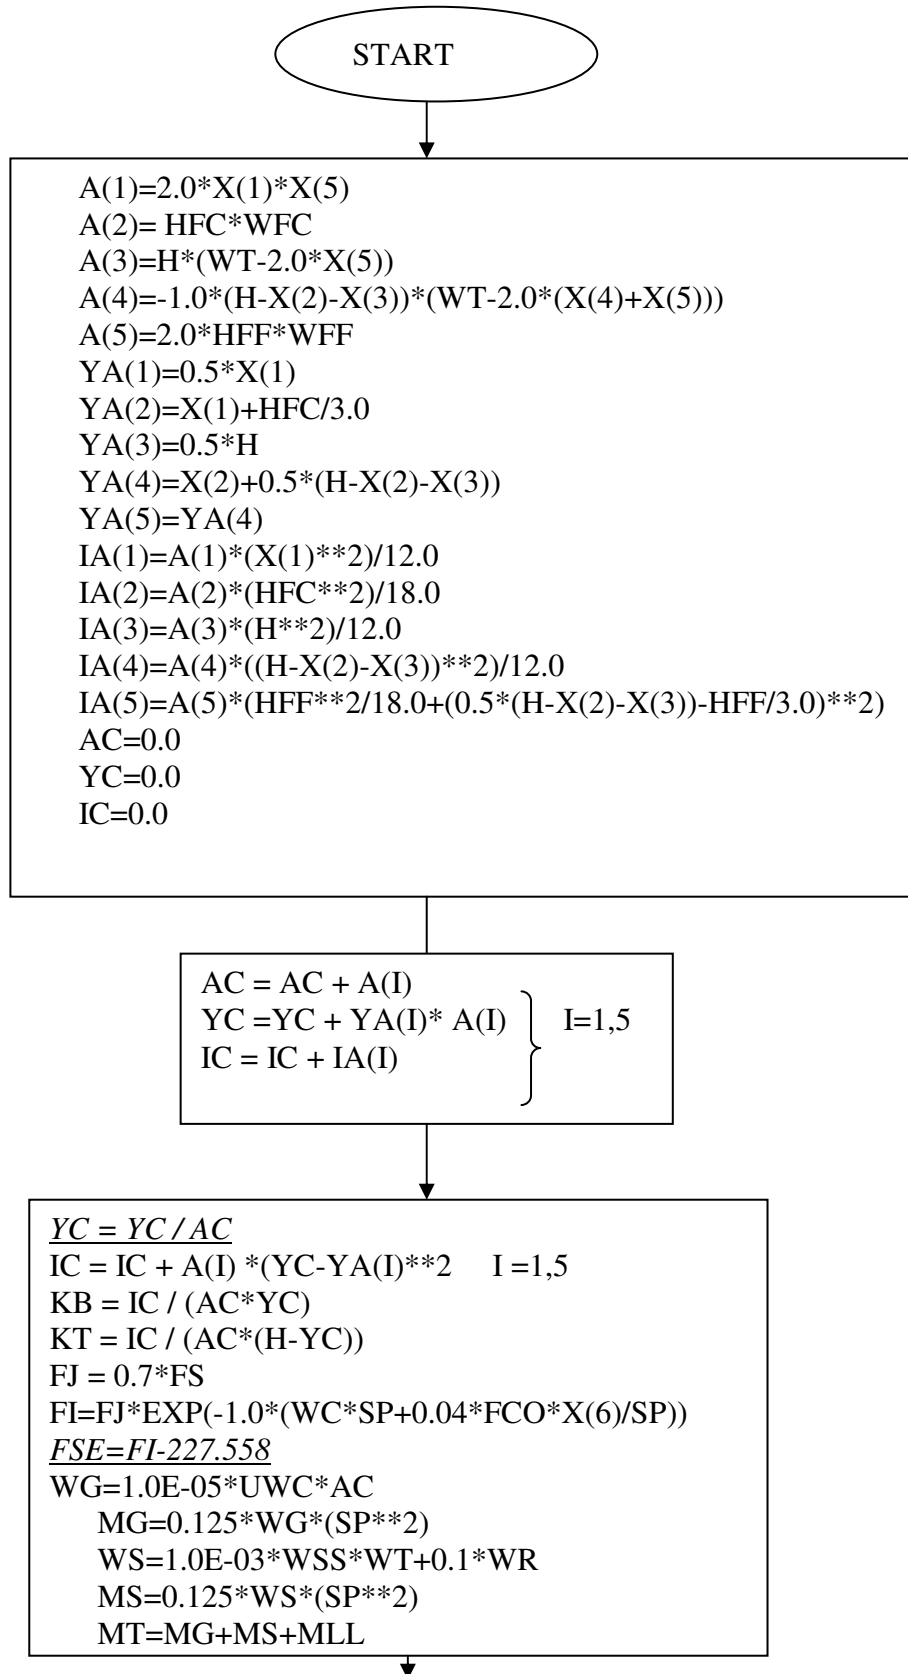 START
A(1)=2.0*X(1)*X(5)
A(2)= HFC*WFC
A(3)=H*(WT-2.0*X(5))
A(4)=-1.0*(H-X(2)-X(3))*(WT-2.0*(X(4)+X(5)))
A(5)=2.0*HFF*WFF
YA(1)=0.5*X(1)
YA(2)=X(1)+HFC/3.0
YA(3)=0.5*H
YA(4)=X(2)+0.5*(H-X(2)-X(3))
YA(5)=YA(4)
IA(1)=A(1)*(X(1)**2)/12.0
IA(2)=A(2)*(HFC**2)/18.0
IA(3)=A(3)*(H**2)/12.0
IA(4)=A(4)*((H-X(2)-X(3))**2)/12.0
IA(5)=A(5)*(HFF**2/18.0+(0.5*(H-X(2)-X(3))-HFF/3.0)**2)
AC=0.0
YC=0.0
IC=0.0
AC = AC + A(I)
YC =YC + YA(I)* A(I) I=1,5
IC = IC + IA(I)
YC = YC / AC
IC = IC + A(I) *(YC-YA(I)**2 I =1,5
KB = IC / (AC*YC)
KT = IC / (AC*(H-YC))
FJ = 0.7*FS
FI=FJ*EXP(-1.0*(WC*SP+0.04*FCO*X(6)/SP))
FSE=FI-227.558
WG=1.0E-05*UWC*AC
MG=0.125*WG*(SP**2)
WS=1.0E-03*WSS*WT+0.1*WR
MS=0.125*WS*(SP**2)
MT=MG+MS+MLL